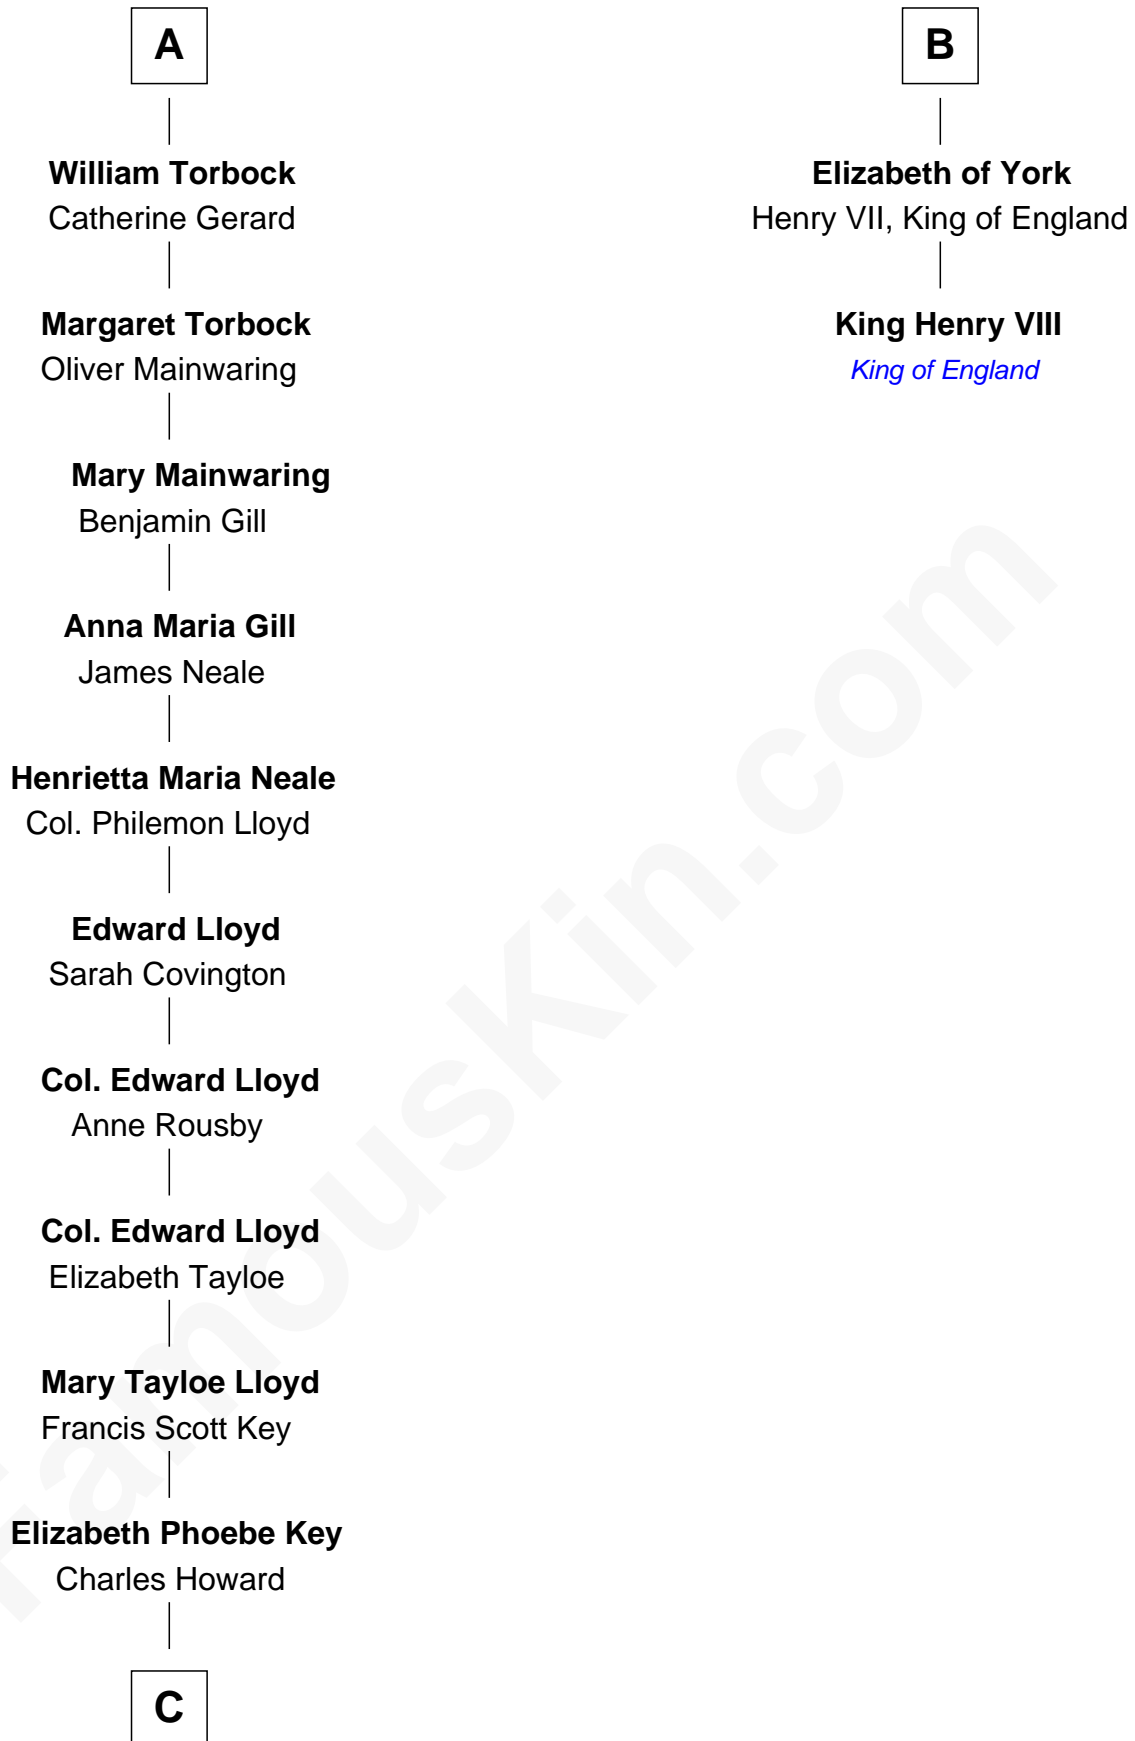 A
B
William Torbock
Catherine Gerard
Elizabeth of York
Henry VII, King of England
Margaret Torbock
Oliver Mainwaring
King Henry VIII
King of England
Mary Mainwaring
Benjamin Gill
Anna Maria Gill
James Neale
Henrietta Maria Neale
Col. Philemon Lloyd
Edward Lloyd
Sarah Covington
Col. Edward Lloyd
Anne Rousby
Col. Edward Lloyd
Elizabeth Tayloe
Mary Tayloe Lloyd
Francis Scott Key
Elizabeth Phoebe Key
Charles Howard
C
FamousKin.com